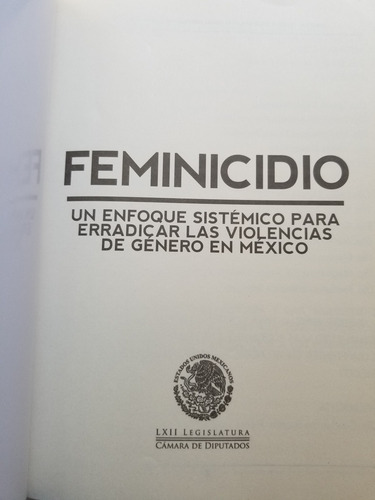 FEMINICIDIO
UN ENFOQUE SISTÉMICO PARA
ERRADICAR LAS VIOLENCIAS
DE GÉNERO EN MÉXICO
ESTADOS UNIDOS MEXICANOS
LXII LEGISLATURA
CÁMARA DE DIPUTADOS